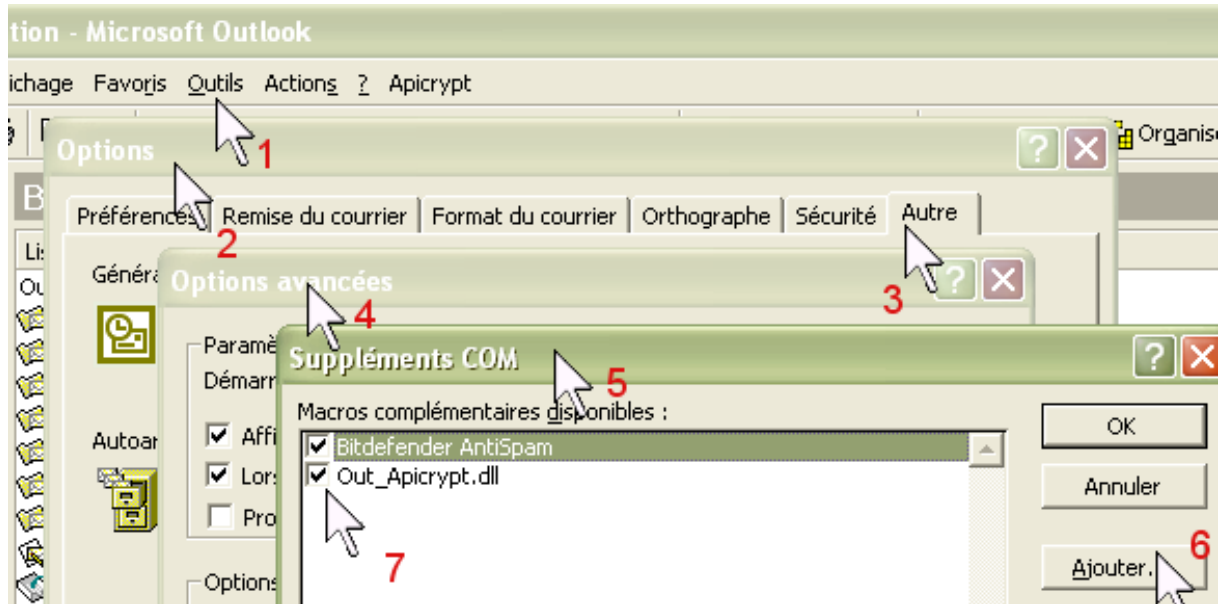 tion - Microsoft Outlook
ichage Favoris Outils Actions ? Apicrypt
1
Organise
Options
Préférences Remise du courrier Format du courrier Orthographe Sécurité Autre
2
3
Généra
Options avancées
4
Paramè
Démarr
Suppléments COM
5
Macros complémentaires disponibles :
OK
Autoar
Affi
Bitdefender AntiSpam
Lors
Out_Apicrypt.dll
Annuler
Pro
7
6
Ajouter.
Options